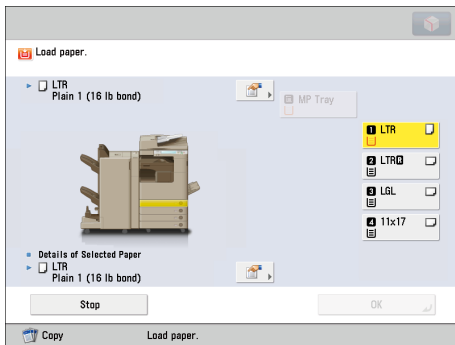 Load paper.
LTR
Plain 1 (16 lb bond)
MP Tray
1 LTR
2 LTRR
3 LGL
4 11x17
Details of Selected Paper
LTR
Plain 1 (16 lb bond)
Stop
OK
Copy Load paper.